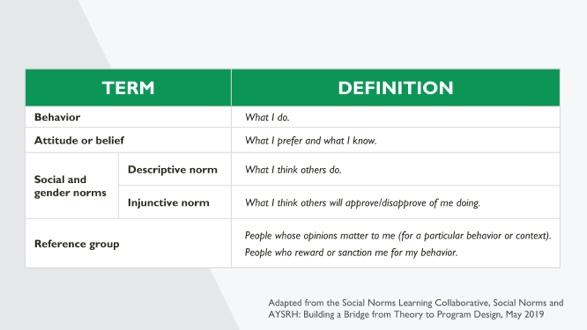 TERM
DEFINITION
Behavior
What I do.
Attitude or belief
What I prefer and what I know.
Social and
gender norms
Descriptive norm
What I think others do.
Injunctive norm
What I think others will approve/disapprove of me doing.
Reference group
People whose opinions matter to me (for a particular behavior or context).
People who reward or sanction me for my behavior.
Adapted from the Social Norms Learning Collaborative, Social Norms and
AYSRH: Building a Bridge from Theory to Program Design, May 2019